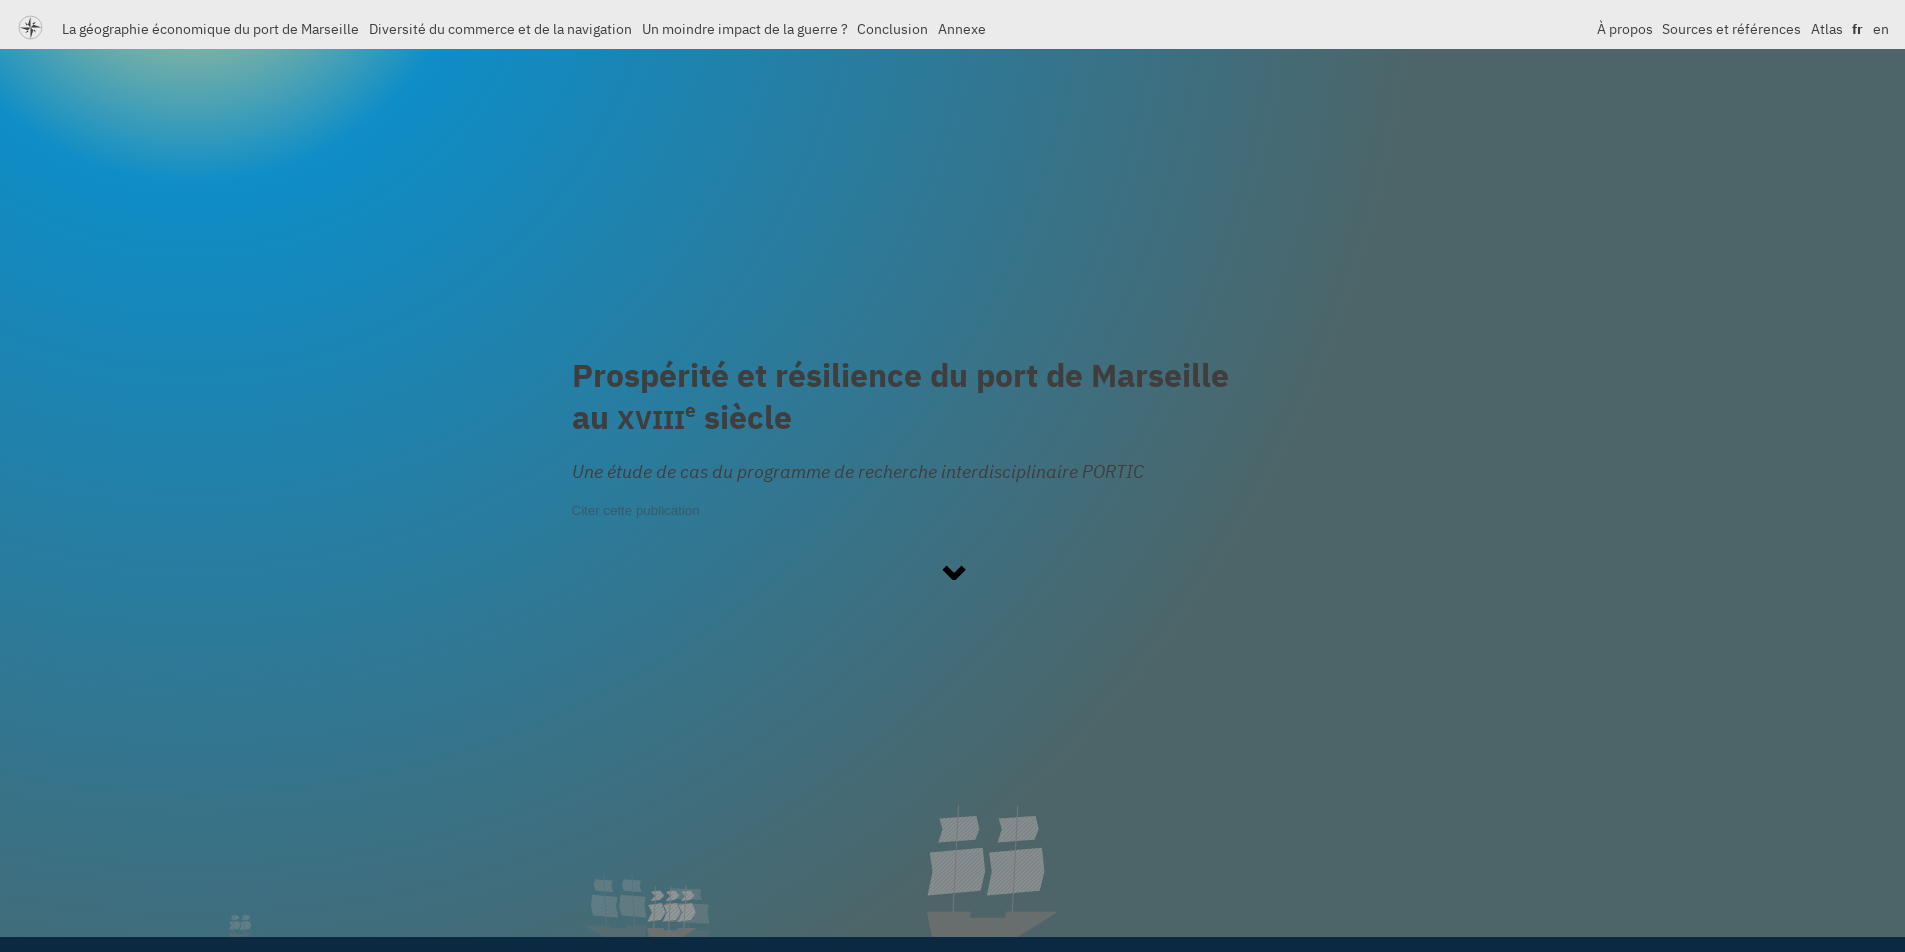 La géographie économique du port de Marseille Diversité du commerce et de la navigation Un moindre impact de la guerre ? Conclusion Annexe À propos Sources et références Atlas fr en
Prospérité et résilience du port de Marseille
au XVIIIe siècle
Une étude de cas du programme de recherche interdisciplinaire PORTIC
Citer cette publication